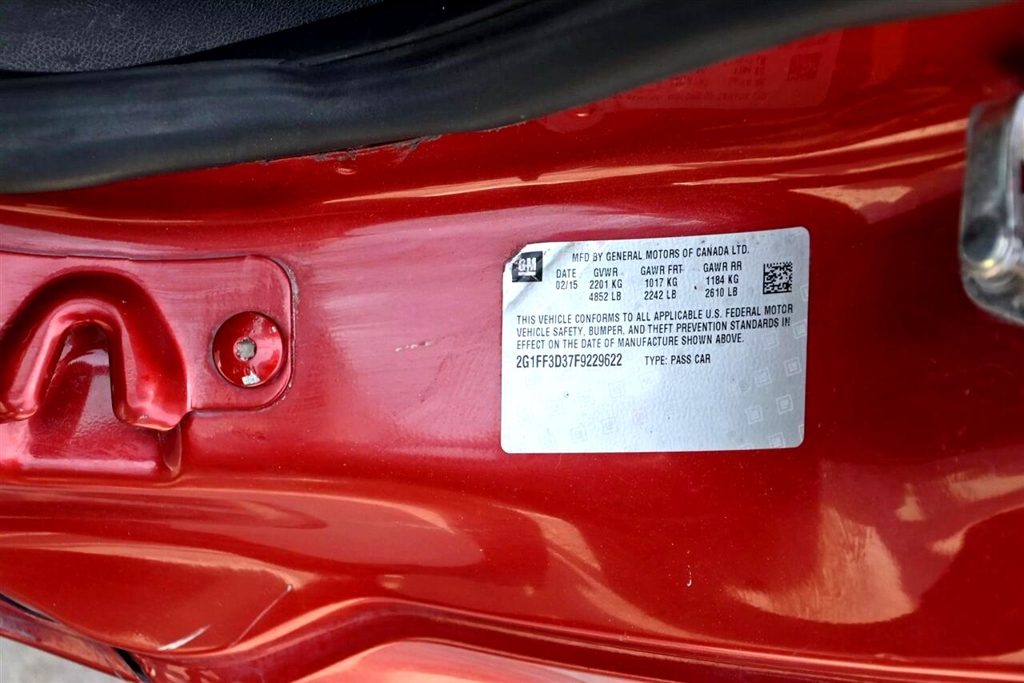 MFD BY GENERAL MOTORS OF CANADA LTD.
GM
DATE GVWR GAWR FRT GAWR RR
02/15 2201 KG 1017 KG 1184 KG
4852 LB 2242 LB 2610 LB
THIS VEHICLE CONFORMS TO ALL APPLICABLE U.S. FEDERAL MOTOR
VEHICLE SAFETY, BUMPER, AND THEFT PREVENTION STANDARDS IN
EFFECT ON THE DATE OF MANUFACTURE SHOWN ABOVE.
2G1FF3D37F9229622 TYPE: PASS CAR